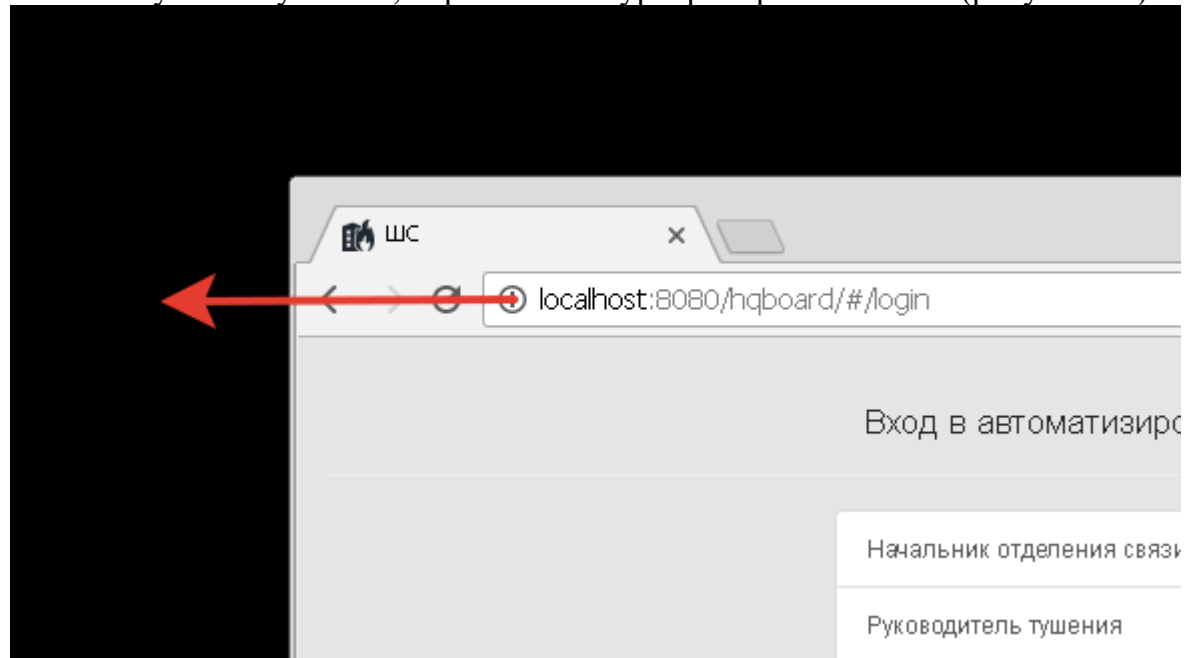 ШС
localhost:8080/hqboard/#/login
Вход в автоматизиро
Начальник отделения связи
Руководитель тушения